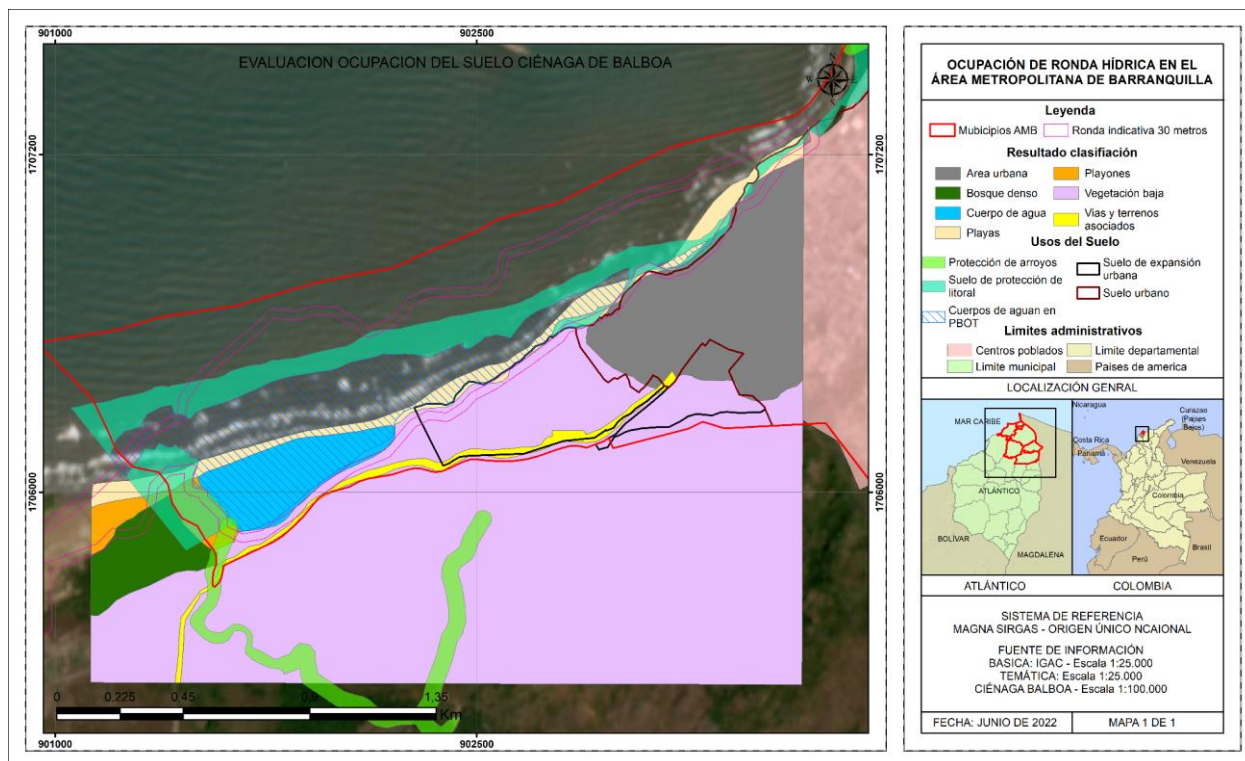 901000
902500
EVALUACION OCUPACION DEL SUELO CIÉNAGA DE BALBOA
N
W E
S
1707200
1707200
1706000
1706000
0 0,225 0,45 0,9 1,35
Km
901000
902500
OCUPACIÓN DE RONDA HÍDRICA EN EL
ÁREA METROPOLITANA DE BARRANQUILLA
Leyenda
Mubicipios AMB
Ronda indicativa 30 metros
Resultado clasifiación
Area urbana
Bosque denso
Cuerpo de agua
Playas
Playones
Vegetación baja
Vias y terrenos
asociados
Usos del Suelo
Protección de arroyos
Suelo de protección de
litoral
Cuerpos de aguan en
PBOT
Suelo de expansión
urbana
Suelo urbano
Limites administrativos
Centros poblados
Limite municipal
Limite departamental
Paises de america
LOCALIZACIÓN GENRAL
MAR CARIBE
ATLÁNTICO
BOLÍVAR
MAGDALENA
Nicaragua
Curazao
(Países
Bajos)
Costa Rica
Panamá
Venezuela
Colombia
Ecuador
Perú
Brasil
ATLÁNTICO
COLOMBIA
SISTEMA DE REFERENCIA
MAGNA SIRGAS - ORIGEN ÚNICO NCAIONAL
FUENTE DE INFORMACIÓN
BASICA: IGAC - Escala 1:25.000
TEMÁTICA: Escala 1:25.000
CIÉNAGA BALBOA - Escala 1:100.000
FECHA: JUNIO DE 2022
MAPA 1 DE 1